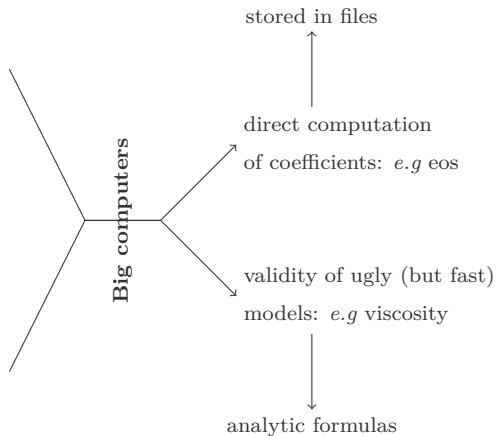 stored in files
direct computation
of coefficients: e.g eos
Big computers
validity of ugly (but fast)
models: e.g viscosity
analytic formulas